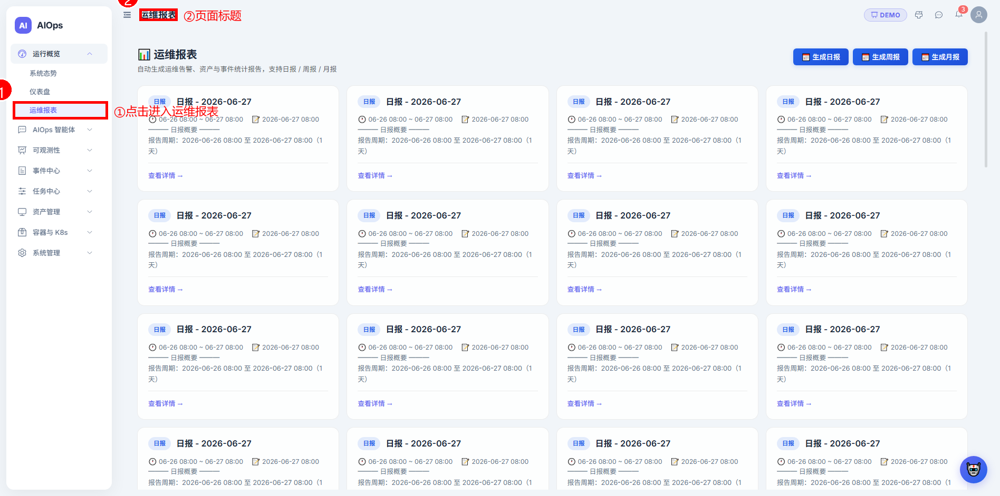 2
运维报表 ②页面标题
DEMO
3
AI AIOps
运行概览
系统态势
仪表盘
1
运维报表
①点击进入运维报表
AIOps 智能体
可观测性
事件中心
任务中心
资产管理
容器与 K8s
系统管理
运维报表
自动生成运维告警、资产与事件统计报告，支持日报 / 周报 / 月报
生成日报 生成周报 生成月报
日报 日报 - 2026-06-27
06-26 08:00 ~ 06-27 08:00 2026-06-27 08:00
——— 日报概要 ———
报告周期：2026-06-26 08:00 至 2026-06-27 08:00（1
天）
查看详情 →
日报 日报 - 2026-06-27
06-26 08:00 ~ 06-27 08:00 2026-06-27 08:00
——— 日报概要 ———
报告周期：2026-06-26 08:00 至 2026-06-27 08:00（1
天）
查看详情 →
日报 日报 - 2026-06-27
06-26 08:00 ~ 06-27 08:00 2026-06-27 08:00
——— 日报概要 ———
报告周期：2026-06-26 08:00 至 2026-06-27 08:00（1
天）
查看详情 →
日报 日报 - 2026-06-27
06-26 08:00 ~ 06-27 08:00 2026-06-27 08:00
——— 日报概要 ———
报告周期：2026-06-26 08:00 至 2026-06-27 08:00（1
天）
查看详情 →
日报 日报 - 2026-06-27
06-26 08:00 ~ 06-27 08:00 2026-06-27 08:00
——— 日报概要 ———
报告周期：2026-06-26 08:00 至 2026-06-27 08:00（1
天）
查看详情 →
日报 日报 - 2026-06-27
06-26 08:00 ~ 06-27 08:00 2026-06-27 08:00
——— 日报概要 ———
报告周期：2026-06-26 08:00 至 2026-06-27 08:00（1
天）
查看详情 →
日报 日报 - 2026-06-27
06-26 08:00 ~ 06-27 08:00 2026-06-27 08:00
——— 日报概要 ———
报告周期：2026-06-26 08:00 至 2026-06-27 08:00（1
天）
查看详情 →
日报 日报 - 2026-06-27
06-26 08:00 ~ 06-27 08:00 2026-06-27 08:00
——— 日报概要 ———
报告周期：2026-06-26 08:00 至 2026-06-27 08:00（1
天）
查看详情 →
日报 日报 - 2026-06-27
06-26 08:00 ~ 06-27 08:00 2026-06-27 08:00
——— 日报概要 ———
报告周期：2026-06-26 08:00 至 2026-06-27 08:00（1
天）
查看详情 →
日报 日报 - 2026-06-27
06-26 08:00 ~ 06-27 08:00 2026-06-27 08:00
——— 日报概要 ———
报告周期：2026-06-26 08:00 至 2026-06-27 08:00（1
天）
查看详情 →
日报 日报 - 2026-06-27
06-26 08:00 ~ 06-27 08:00 2026-06-27 08:00
——— 日报概要 ———
报告周期：2026-06-26 08:00 至 2026-06-27 08:00（1
天）
查看详情 →
日报 日报 - 2026-06-27
06-26 08:00 ~ 06-27 08:00 2026-06-27 08:00
——— 日报概要 ———
报告周期：2026-06-26 08:00 至 2026-06-27 08:00（1
天）
查看详情 →
日报 日报 - 2026-06-27
06-26 08:00 ~ 06-27 08:00 2026-06-27 08:00
——— 日报概要 ———
报告周期：2026-06-26 08:00 至 2026-06-27 08:00（1
日报 日报 - 2026-06-27
06-26 08:00 ~ 06-27 08:00 2026-06-27 08:00
——— 日报概要 ———
报告周期：2026-06-26 08:00 至 2026-06-27 08:00（1
日报 日报 - 2026-06-27
06-26 08:00 ~ 06-27 08:00 2026-06-27 08:00
——— 日报概要 ———
报告周期：2026-06-26 08:00 至 2026-06-27 08:00（1
日报 日报 - 2026-06-27
06-26 08:00 ~ 06-27 08:00 2026-06-27 08:00
——— 日报概要 ———
报告周期：2026-06-26 08:00 至 2026-06-27 08:00（1